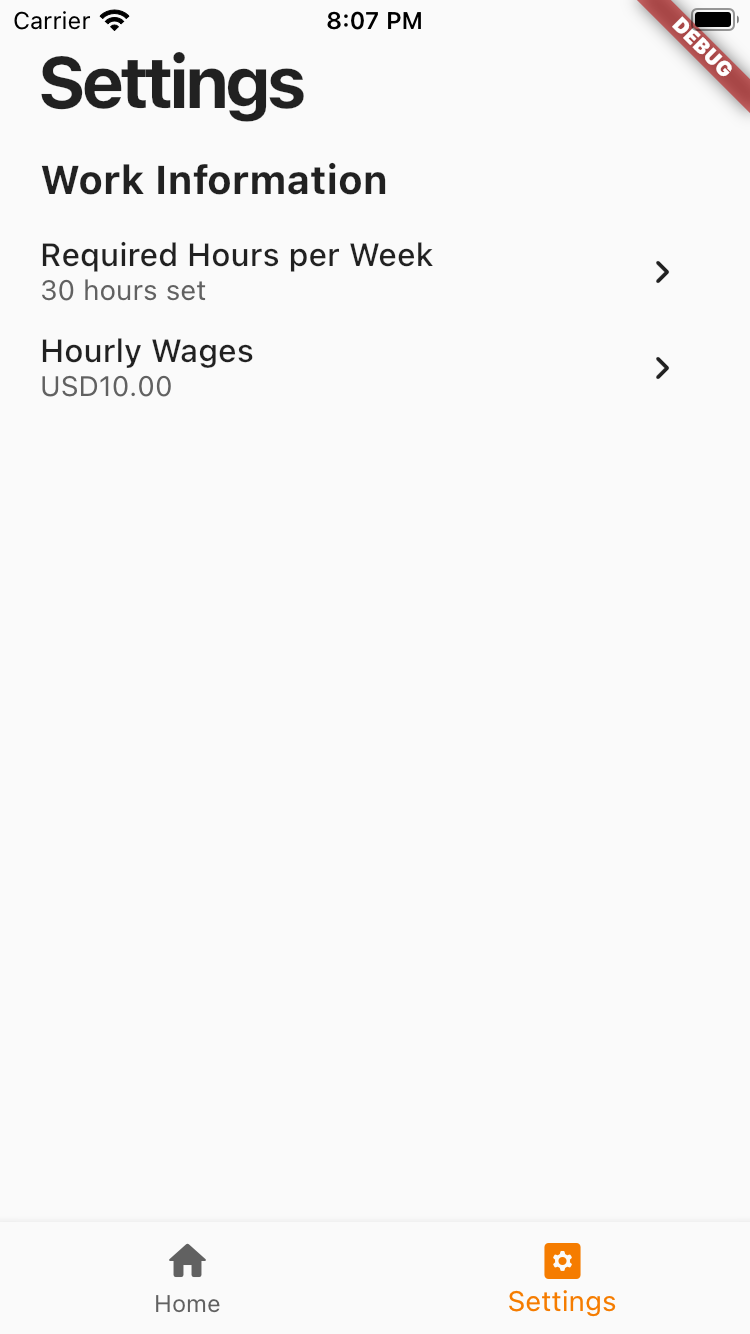 Carrier 8:07 PM
DEBUG
Settings
Work Information
Required Hours per Week
30 hours set
Hourly Wages
USD10.00
Home
Settings